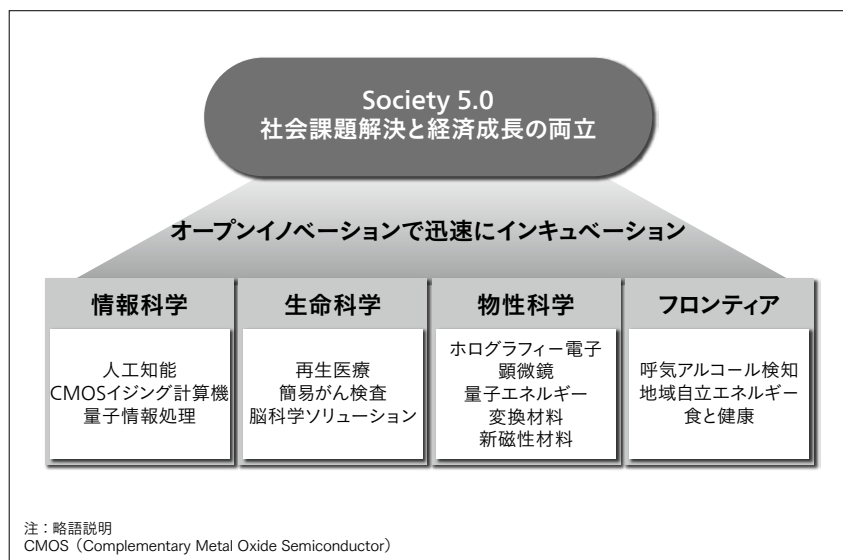 Society 5.0
社会課題解決と経済成長の両立
オープンイノベーションで迅速にインキュベーション
情報科学
人工知能
CMOSイジング計算機
量子情報処理
生命科学
再生医療
簡易がん検査
脳科学ソリューション
物性科学
ホログラフィー電子
顕微鏡
量子エネルギー
変換材料
新磁性材料
フロンティア
呼気アルコール検知
地域自立エネルギー
食と健康
注：略語説明
CMOS（Complementary Metal Oxide Semiconductor）